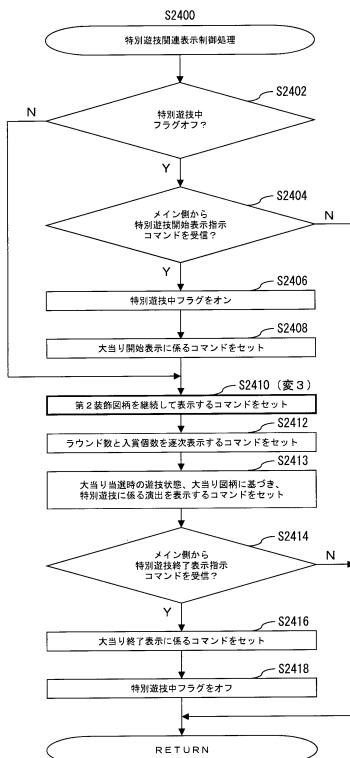 S2400
特別遊技関連表示制御処理
S2402
特別遊技中
フラグオフ？
N
Y
S2404
メイン側から
特別遊技開始表示指示
コマンドを受信？
N
Y
S2406
特別遊技中フラグをオン
S2408
大当り開始表示に係るコマンドをセット
S2410（変３）
第２装飾図柄を継続して表示するコマンドをセット
S2412
ラウンド数と入賞個数を逐次表示するコマンドをセット
S2413
大当り当選時の遊技状態、大当り図柄に基づき、
特別遊技に係る演出を表示するコマンドをセット
S2414
メイン側から
特別遊技終了表示指示
コマンドを受信？
N
Y
S2416
大当り終了表示に係るコマンドをセット
S2418
特別遊技中フラグをオフ
RETURN